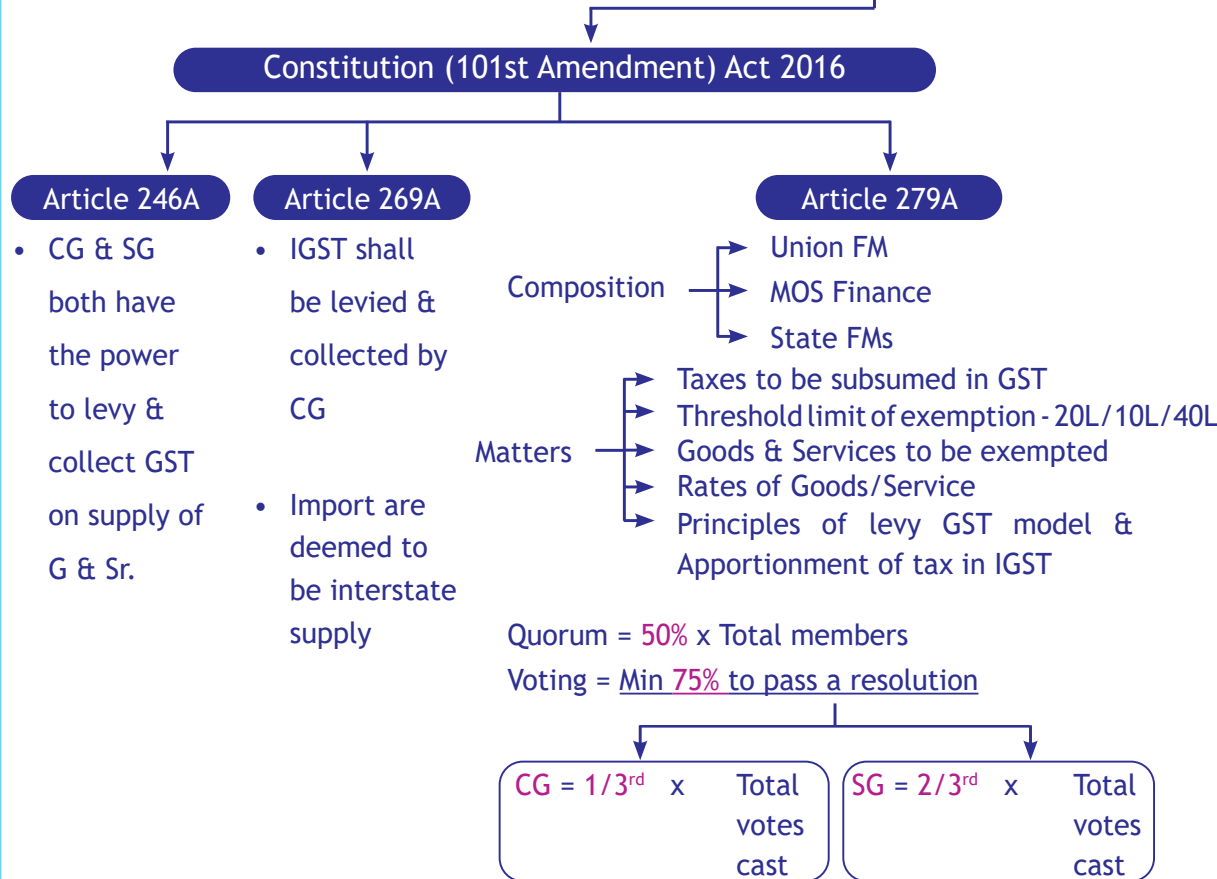 Constitution (101st Amendment) Act 2016
Article 246A
• CG & SG
both have
the power
to levy &
collect GST
on supply of
G & Sr.
Article 269A
• IGST shall
be levied &
collected by
CG
• Import are
deemed to
be interstate
supply
Article 279A
Composition
Union FM
MOS Finance
State FMs
Matters
Taxes to be subsumed in GST
Threshold limit of exemption - 20L/10L/40L
Goods & Services to be exempted
Rates of Goods/Service
Principles of levy GST model &
Apportionment of tax in IGST
Quorum = 50% x Total members
Voting = Min 75% to pass a resolution
CG = 1/3rd x Total
votes
cast
SG = 2/3rd x Total
votes
cast